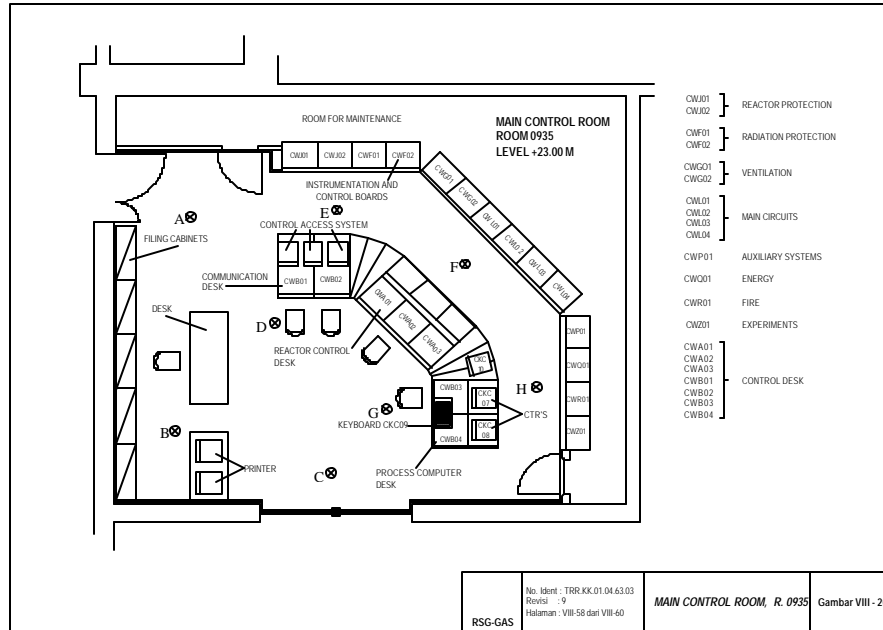 ROOM FOR MAINTENANCE
MAIN CONTROL ROOM
ROOM 0935
LEVEL +23.00 M
CWJ01
CWJ02
CWF01
CWF02
INSTRUMENTATION AND
CONTROL BOARDS
CWG01
CWG02
CWL01
CWL02
CWL03
CWL04
A
E
CONTROL ACCESS SYSTEM
FILING CABINETS
F
COMMUNICATION
DESK
CWB01
CWB02
DESK
D
CWA01
CWA02
CWA03
REACTOR CONTROL
DESK
CWP01
CWQ01
CWR01
CWZ01
CKC
10
CWB03
CKC
07
H
G
CTR'S
KEYBOARD CKC09
CKC
08
CWB04
B
PRINTER
C
PROCESS COMPUTER
DESK
CWJ01
CWJ02
REACTOR PROTECTION
CWF01
CWF02
RADIATION PROTECTION
CWGO1
CWG02
VENTILATION
CWL01
CWL02
CWL03
CWL04
MAIN CIRCUITS
CWP01 AUXILIARY SYSTEMS
CWQ01 ENERGY
CWR01 FIRE
CWZ01 EXPERIMENTS
CWA01
CWA02
CWA03
CWB01
CWB02
CWB03
CWB04
CONTROL DESK
RSG-GAS
No. Ident : TRR.KK.01.04.63.03
Revisi : 9
Halaman : VIII-58 dari VIII-60
MAIN CONTROL ROOM, R. 0935
Gambar VIII - 2